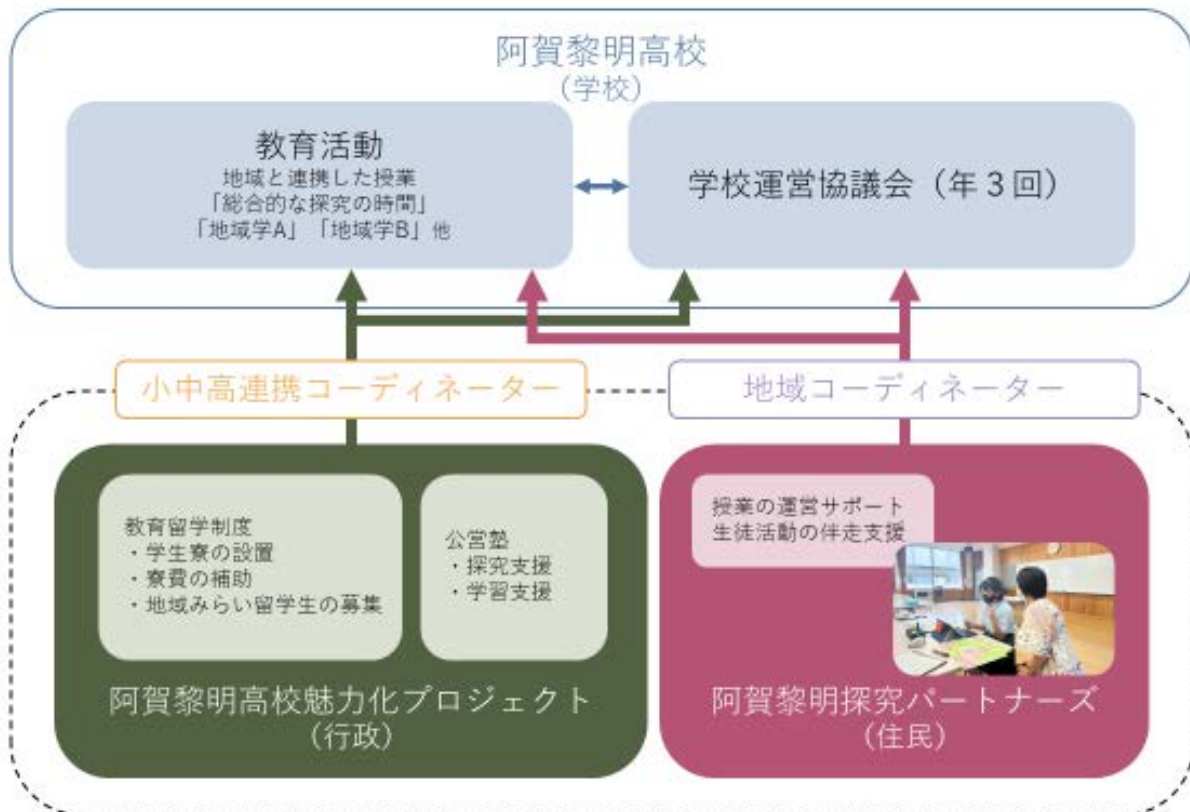 阿賀黎明高校
(学校)
教育活動
地域と連携した授業
「総合的な探究の時間」
「地域学A」「地域学B」他
学校運営協議会（年３回）
小中高連携コーディネーター
地域コーディネーター
教育留学制度
・学生寮の設置
・寮費の補助
・地域みらい留学生の募集
公営塾
・探究支援
・学習支援
阿賀黎明高校魅力化プロジェクト
(行政)
授業の運営サポート
生徒活動の伴走支援
阿賀黎明探究パートナーズ
(住民)